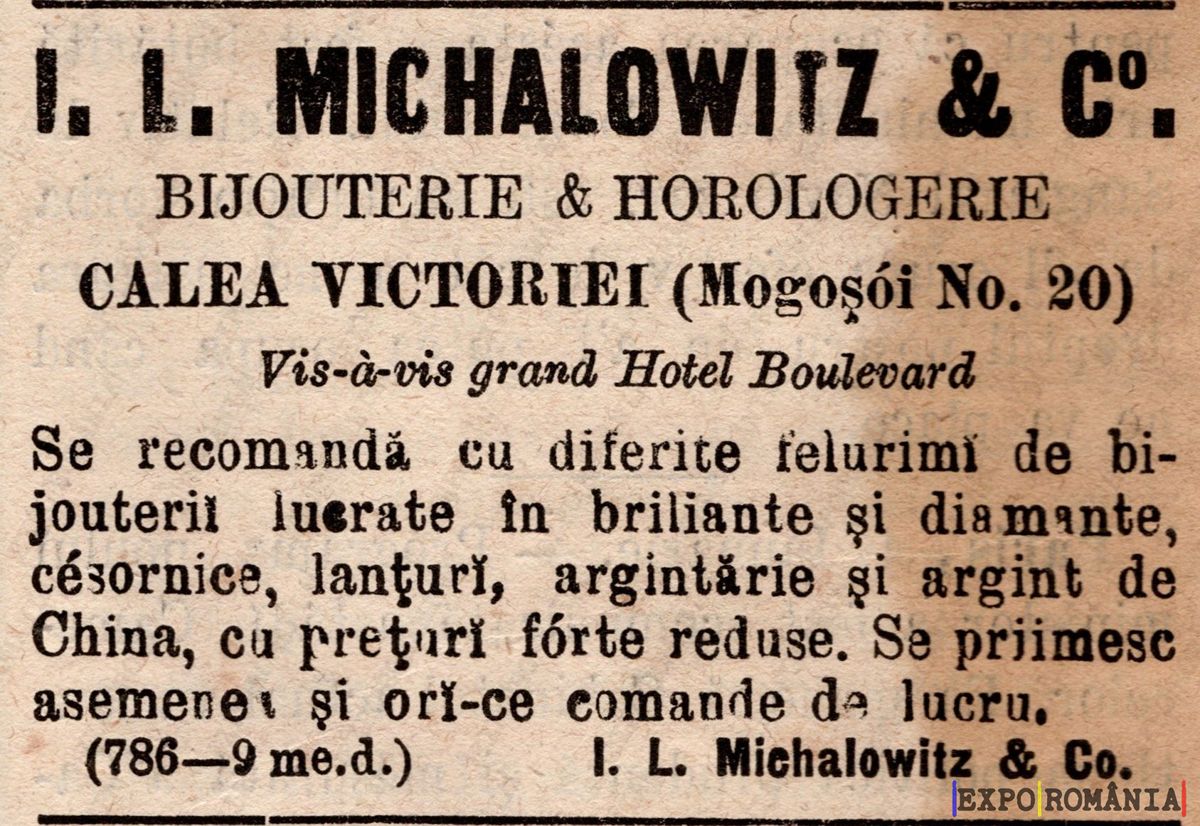 I. L. MICHALOWITZ & Cº.
BIJOUTERIE & HOROLOGERIE
CALEA VICTORIEI (Mogoşói No. 20)
Vis-à-vis grand Hotel Boulevard
Se recomandă cu diferite felurimĭ de bi-
jouteriĭ lucrate în briliante şi diamante,
césornice, lanţurĭ, argintărie şi argint de
China, cu preţurĭ fórte reduse. Se priimesc
asemenea şi orĭ-ce comande de lucru.
(786—9 me.d.) I. L. Michalowitz & Co.
|EXPO|ROMÂNIA|